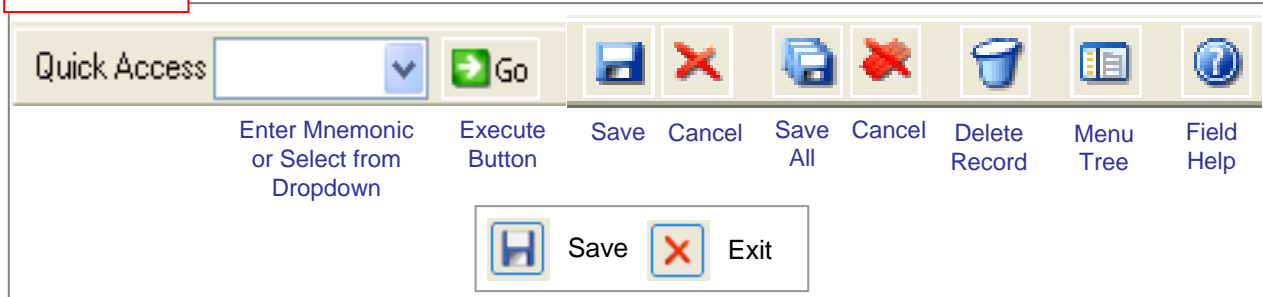 Quick Access Go
Enter Mnemonic
or Select from
Dropdown
Execute
Button
Save
Cancel
Save
All
Cancel
Delete
Record
Menu
Tree
Field
Help
Save Exit